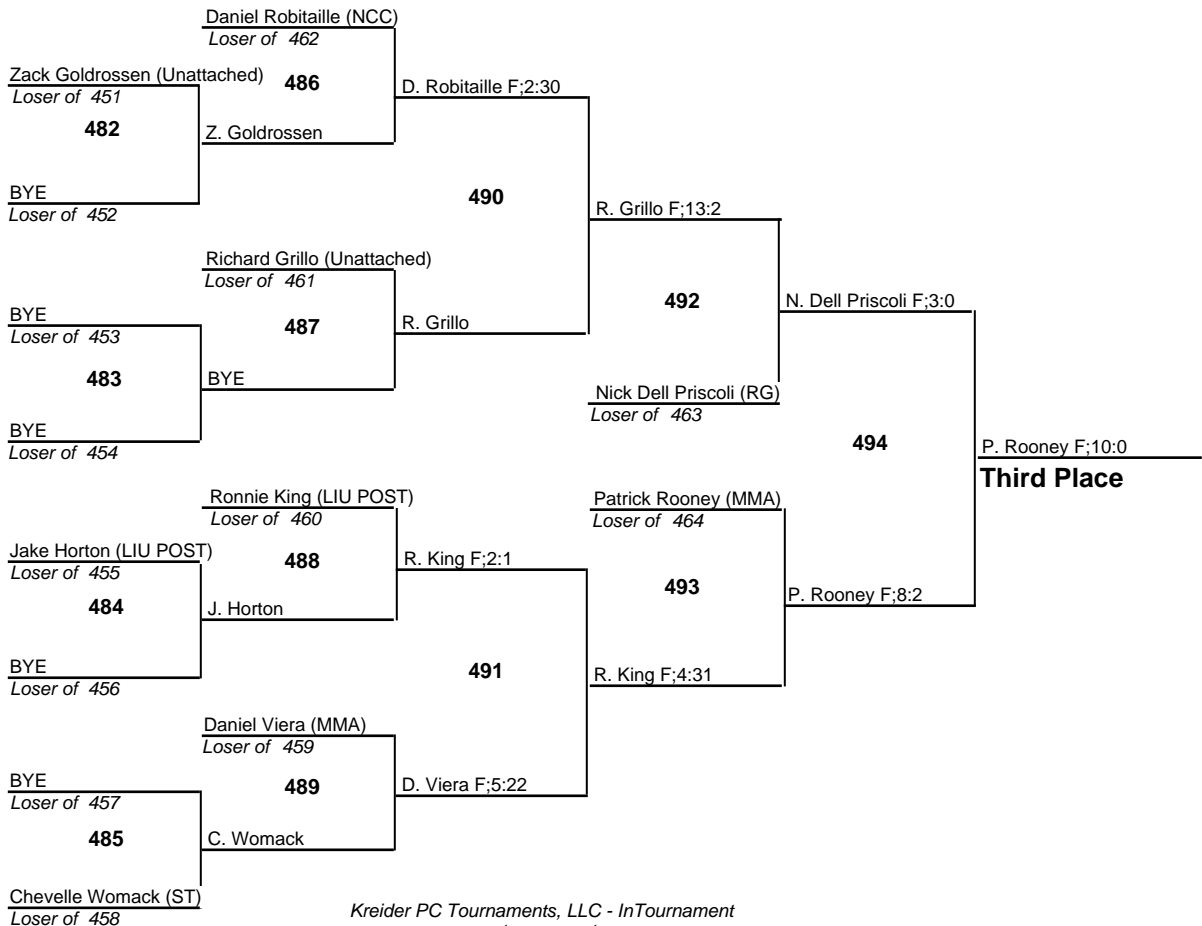 Daniel Robitaille (NCC)
Loser of 462
Zack Goldrossen (Unattached)
Loser of 451
486
D. Robitaille F;2:30
482
Z. Goldrossen
BYE
Loser of 452
490
R. Grillo F;13:2
Richard Grillo (Unattached)
Loser of 461
BYE
Loser of 453
487
R. Grillo
492
N. Dell Priscoli F;3:0
483
BYE
Nick Dell Priscoli (RG)
Loser of 463
BYE
Loser of 454
494
P. Rooney F;10:0
Third Place
Ronnie King (LIU POST)
Loser of 460
Patrick Rooney (MMA)
Loser of 464
Jake Horton (LIU POST)
Loser of 455
488
R. King F;2:1
484
J. Horton
493
P. Rooney F;8:2
BYE
Loser of 456
491
R. King F;4:31
Daniel Viera (MMA)
Loser of 459
BYE
Loser of 457
489
D. Viera F;5:22
485
C. Womack
Chevelle Womack (ST)
Loser of 458
Kreider PC Tournaments, LLC - InTournament